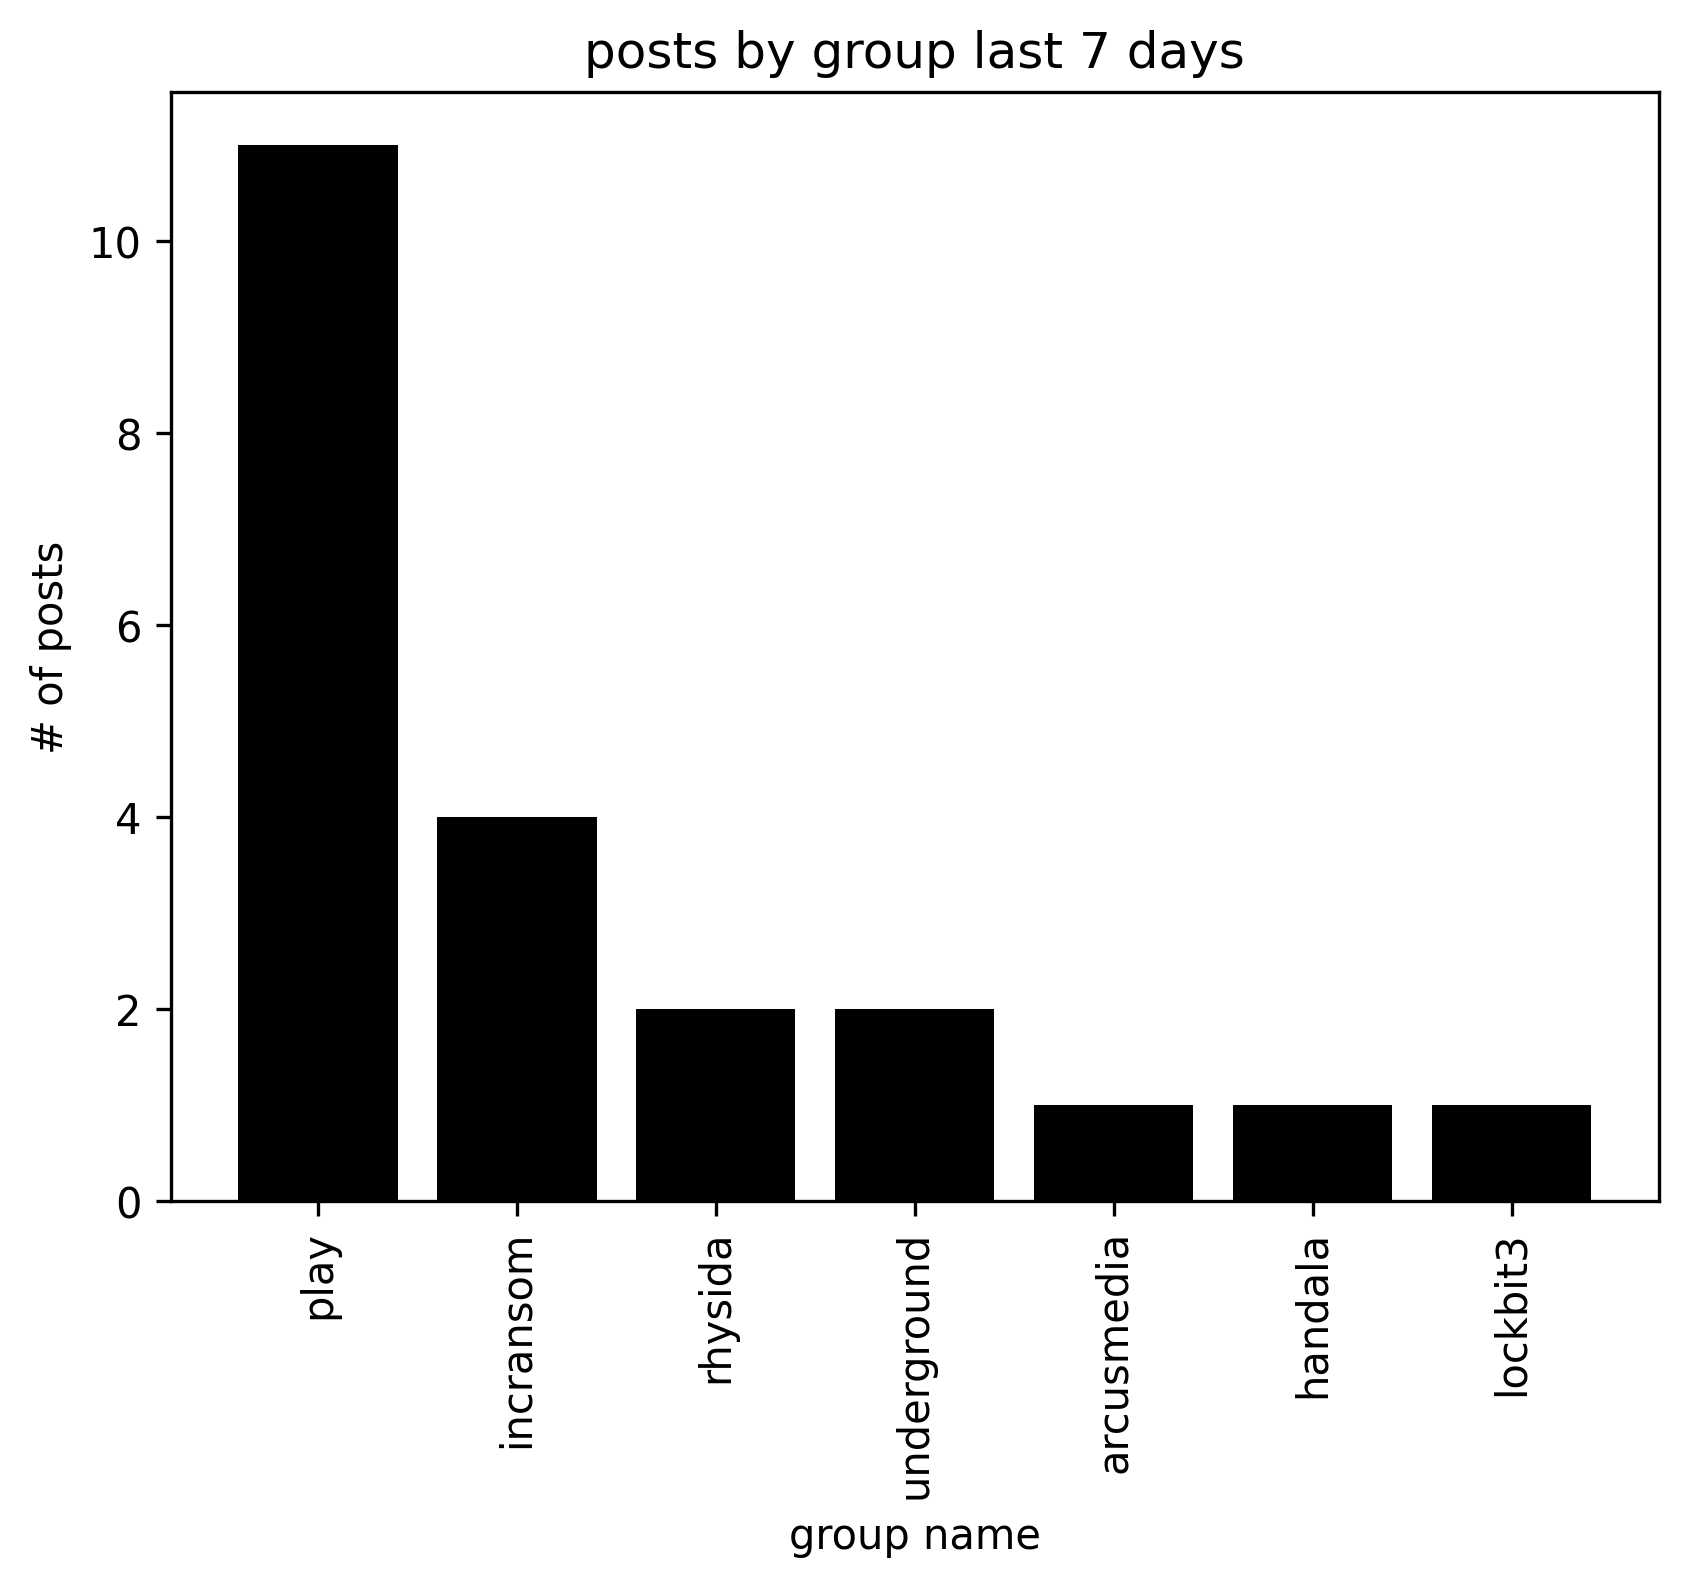 posts by group last 7 days
# of posts
10
8
6
4
2
0
play
incransom
rhysida
underground
arcusmedia
handala
lockbit3
group name